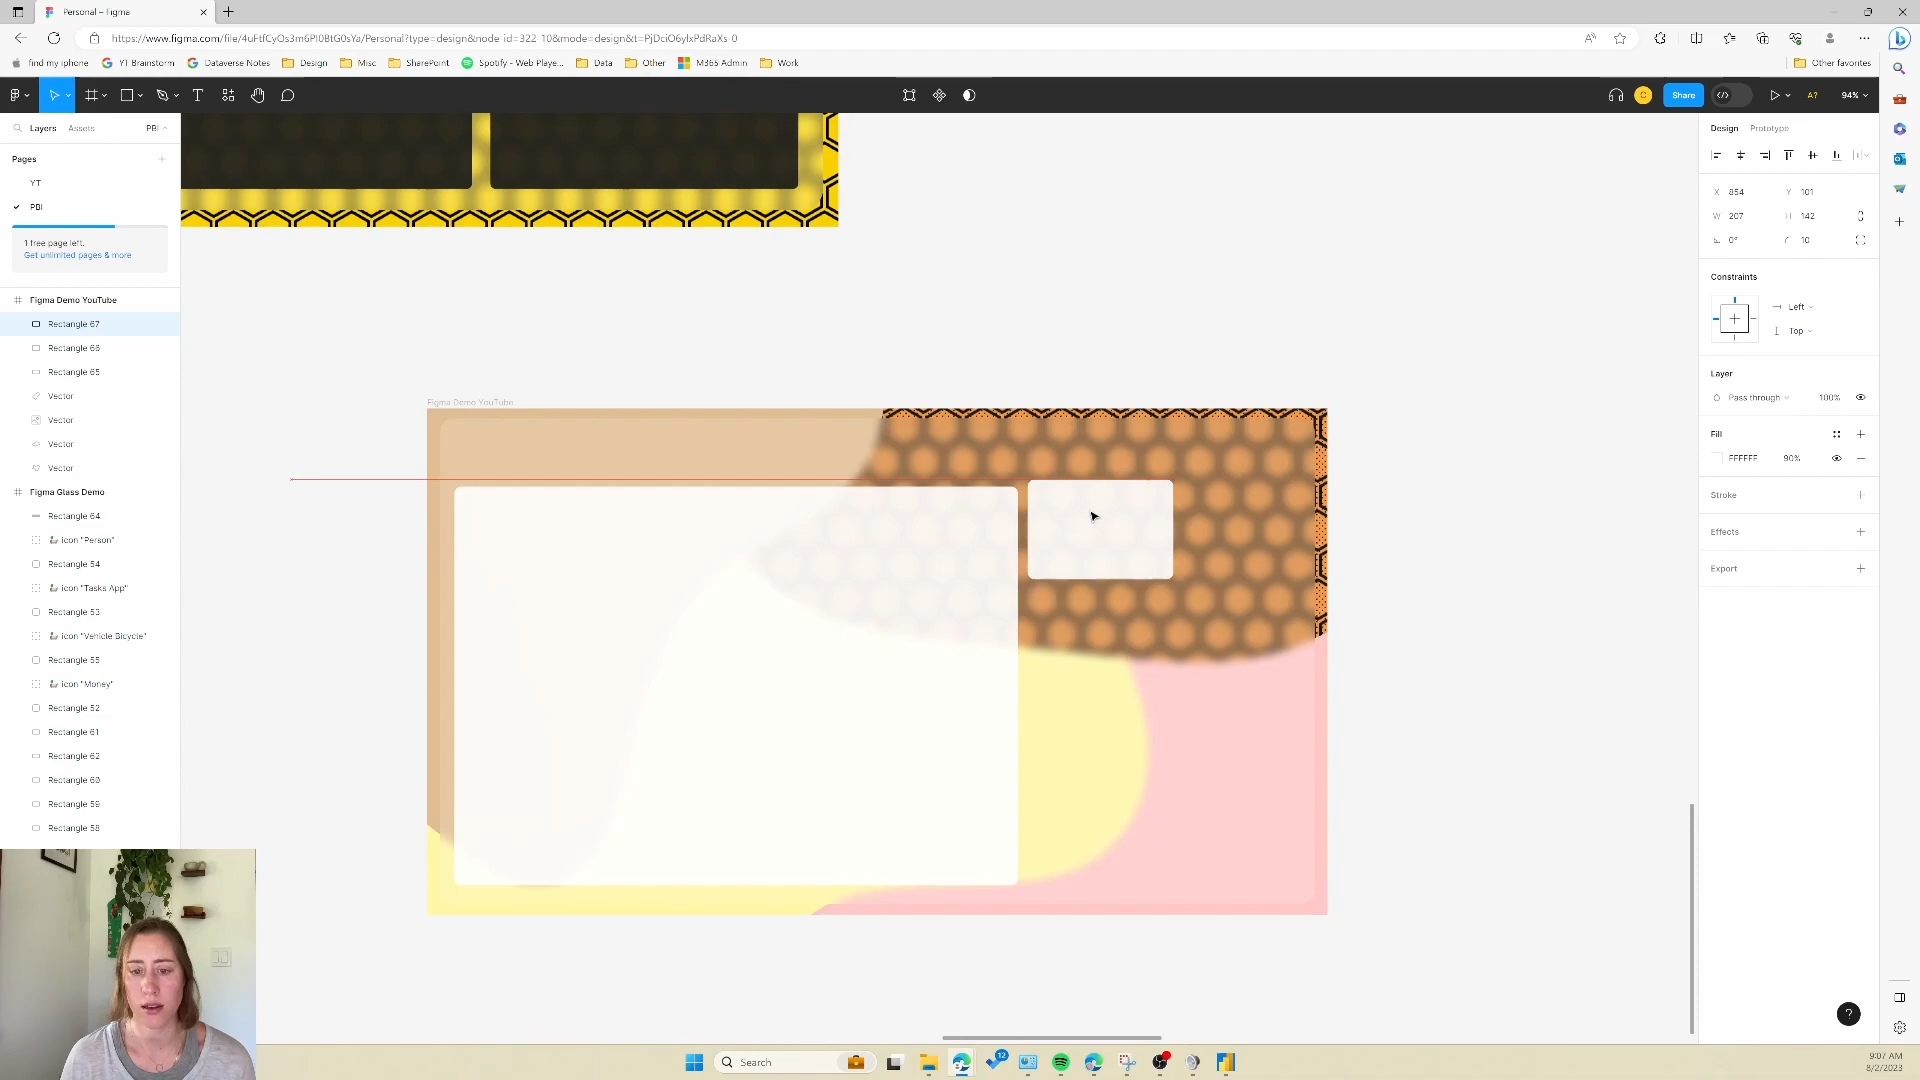 Personal – Figma
https://www.figma.com/file/4uFtfCyOs3m6Pl0BtG0sYa/Personal?type=design&node-id=322-10&mode=design&t=PjDciO6ylxPdRaXs-0
find my iphone YT Brainstorm Dataverse Notes Design Misc SharePoint Spotify - Web Playe... Data Other M365 Admin Work Other favorites
Share A? 94%
Layers Assets PBI
Design Prototype
Pages
YT
PBI
1 free page left.
Get unlimited pages & more
X 854 Y 101
W 207 H 142
0° 10
Constraints
Left
Top
Layer
Pass through 100%
Fill
FFFFFF 90%
Stroke
Effects
Export
Figma Demo YouTube
Rectangle 67
Rectangle 66
Rectangle 65
Vector
Vector
Vector
Vector
Figma Glass Demo
Rectangle 64
icon "Person"
Rectangle 54
icon "Tasks App"
Rectangle 53
icon "Vehicle Bicycle"
Rectangle 55
icon "Money"
Rectangle 52
Rectangle 61
Rectangle 62
Rectangle 60
Rectangle 59
Rectangle 58
Figma Demo YouTube
?
Search
12
9:07 AM
8/2/2023